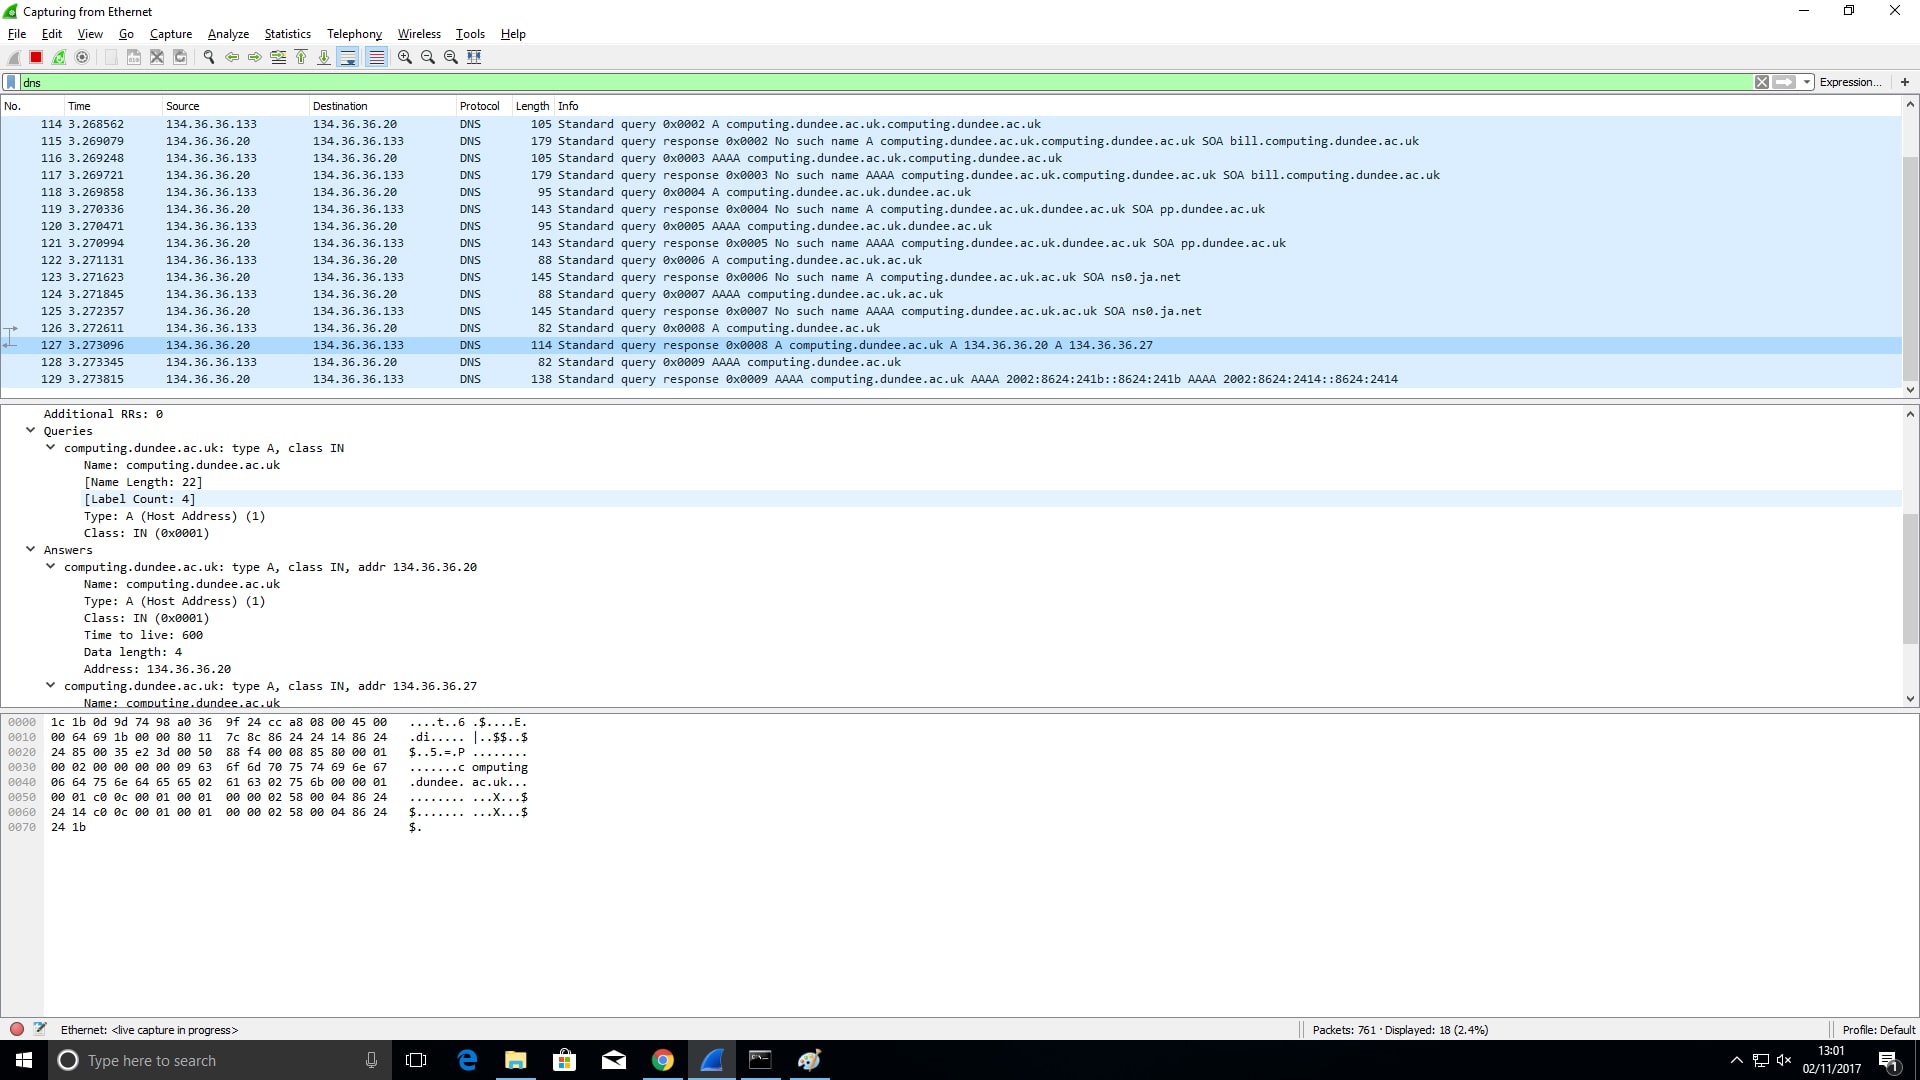 Capturing from Ethernet
File Edit View Go Capture Analyze Statistics Telephony Wireless Tools Help
dns Expression... +
No. Time Source Destination Protocol Length Info
114 3.268562 134.36.36.133 134.36.36.20 DNS 105 Standard query 0x0002 A computing.dundee.ac.uk.computing.dundee.ac.uk
115 3.269079 134.36.36.20 134.36.36.133 DNS 179 Standard query response 0x0002 No such name A computing.dundee.ac.uk.computing.dundee.ac.uk SOA bill.computing.dundee.ac.uk
116 3.269248 134.36.36.133 134.36.36.20 DNS 105 Standard query 0x0003 AAAA computing.dundee.ac.uk.computing.dundee.ac.uk
117 3.269721 134.36.36.20 134.36.36.133 DNS 179 Standard query response 0x0003 No such name AAAA computing.dundee.ac.uk.computing.dundee.ac.uk SOA bill.computing.dundee.ac.uk
118 3.269858 134.36.36.133 134.36.36.20 DNS 95 Standard query 0x0004 A computing.dundee.ac.uk.dundee.ac.uk
119 3.270336 134.36.36.20 134.36.36.133 DNS 143 Standard query response 0x0004 No such name A computing.dundee.ac.uk.dundee.ac.uk SOA pp.dundee.ac.uk
120 3.270471 134.36.36.133 134.36.36.20 DNS 95 Standard query 0x0005 AAAA computing.dundee.ac.uk.dundee.ac.uk
121 3.270994 134.36.36.20 134.36.36.133 DNS 143 Standard query response 0x0005 No such name AAAA computing.dundee.ac.uk.dundee.ac.uk SOA pp.dundee.ac.uk
122 3.271131 134.36.36.133 134.36.36.20 DNS 88 Standard query 0x0006 A computing.dundee.ac.uk.ac.uk
123 3.271623 134.36.36.20 134.36.36.133 DNS 145 Standard query response 0x0006 No such name A computing.dundee.ac.uk.ac.uk SOA ns0.ja.net
124 3.271845 134.36.36.133 134.36.36.20 DNS 88 Standard query 0x0007 AAAA computing.dundee.ac.uk.ac.uk
125 3.272357 134.36.36.20 134.36.36.133 DNS 145 Standard query response 0x0007 No such name AAAA computing.dundee.ac.uk.ac.uk SOA ns0.ja.net
126 3.272611 134.36.36.133 134.36.36.20 DNS 82 Standard query 0x0008 A computing.dundee.ac.uk
127 3.273096 134.36.36.20 134.36.36.133 DNS 114 Standard query response 0x0008 A computing.dundee.ac.uk A 134.36.36.20 A 134.36.36.27
128 3.273345 134.36.36.133 134.36.36.20 DNS 82 Standard query 0x0009 AAAA computing.dundee.ac.uk
129 3.273815 134.36.36.20 134.36.36.133 DNS 138 Standard query response 0x0009 AAAA computing.dundee.ac.uk AAAA 2002:8624:241b::8624:241b AAAA 2002:8624:2414::8624:2414
Additional RRs: 0
Queries
computing.dundee.ac.uk: type A, class IN
Name: computing.dundee.ac.uk
[Name Length: 22]
[Label Count: 4]
Type: A (Host Address) (1)
Class: IN (0x0001)
Answers
computing.dundee.ac.uk: type A, class IN, addr 134.36.36.20
Name: computing.dundee.ac.uk
Type: A (Host Address) (1)
Class: IN (0x0001)
Time to live: 600
Data length: 4
Address: 134.36.36.20
computing.dundee.ac.uk: type A, class IN, addr 134.36.36.27
Name: computing.dundee.ac.uk
0000 1c 1b 0d 9d 74 98 a0 36 9f 24 cc a8 08 00 45 00 ....t..6 .$....E.
0010 00 64 69 1b 00 00 80 11 7c 8c 86 24 24 14 86 24 .di..... |..$$..$
0020 24 85 00 35 e2 3d 00 50 88 f4 00 08 85 80 00 01 $..5.=.P ........
0030 00 02 00 00 00 00 09 63 6f 6d 70 75 74 69 6e 67 .......c omputing
0040 06 64 75 6e 64 65 65 02 61 63 02 75 6b 00 00 01 .dundee. ac.uk...
0050 00 01 c0 0c 00 01 00 01 00 00 02 58 00 04 86 24 ........ ...X...$
0060 24 14 c0 0c 00 01 00 01 00 00 02 58 00 04 86 24 $....... ...X...$
0070 24 1b $.
Ethernet: <live capture in progress> Packets: 761 · Displayed: 18 (2.4%) Profile: Default
Type here to search
13:01
02/11/2017
1